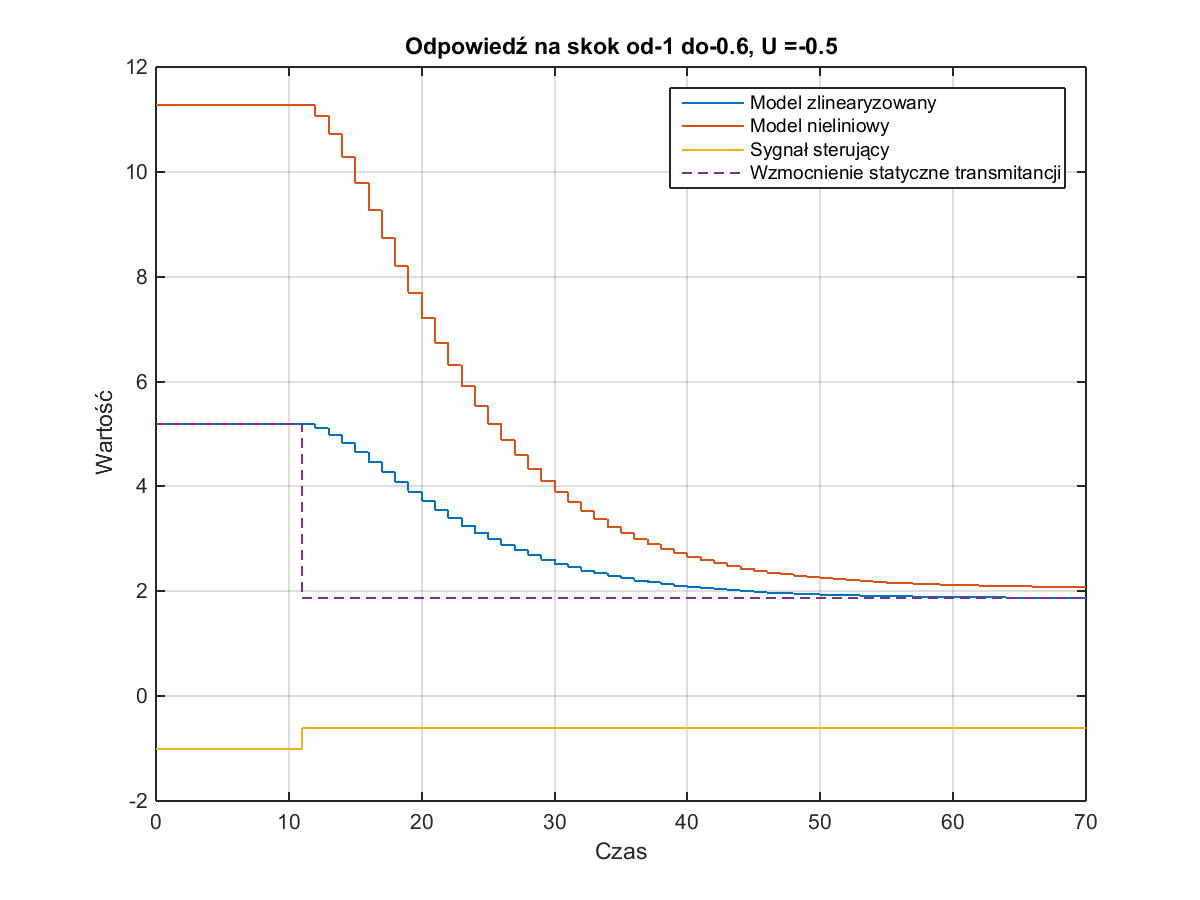 Odpowiedź na skok od-1 do-0.6, U =-0.5
12
10
8
6
4
2
0
-2
Wartość
Model zlinearyzowany
Model nieliniowy
Sygnał sterujący
Wzmocnienie statyczne transmitancji
0 10 20 30 40 50 60 70
Czas